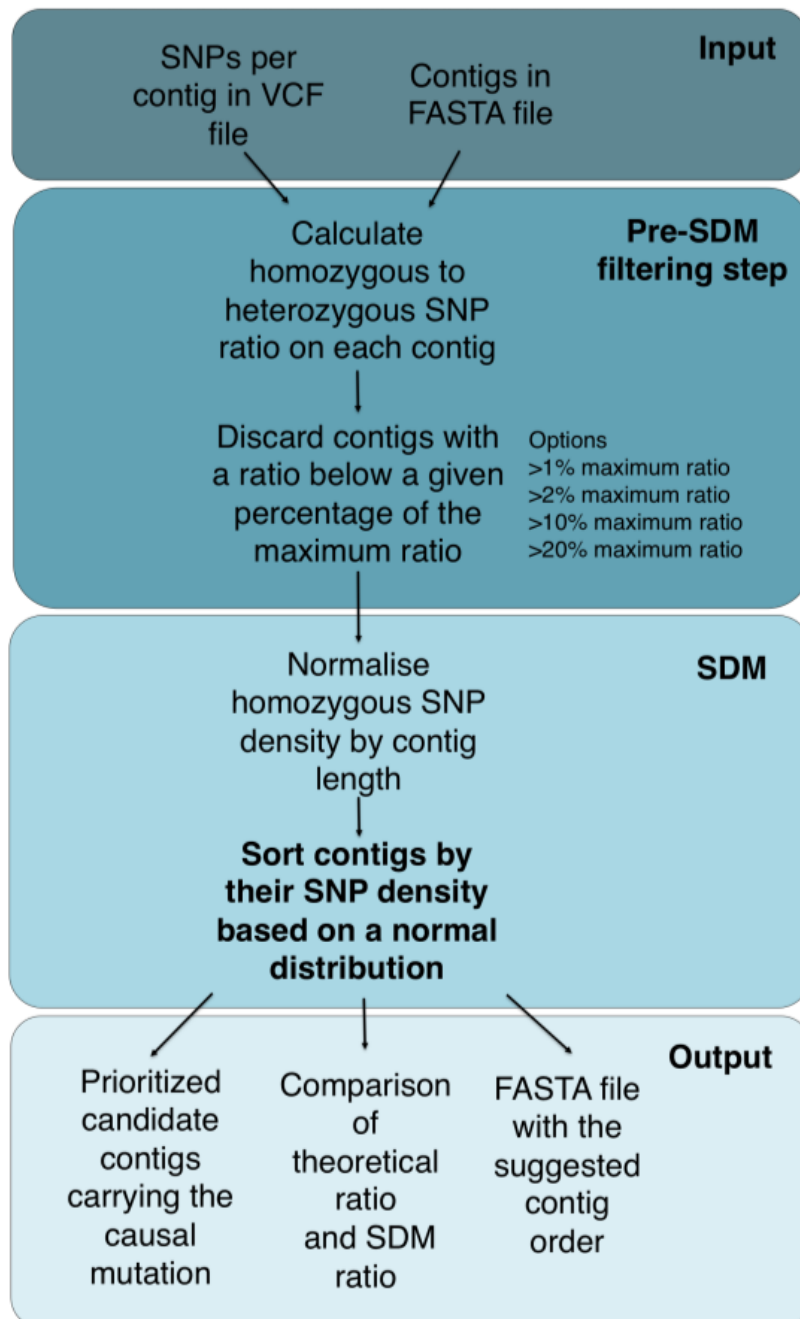 Input
SNPs per
contig in VCF
file
Contigs in
FASTA file
Pre-SDM
filtering step
Calculate
homozygous to
heterozygous SNP
ratio on each contig
Discard contigs with
a ratio below a given
percentage of the
maximum ratio
Options
>1% maximum ratio
>2% maximum ratio
>10% maximum ratio
>20% maximum ratio
SDM
Normalise
homozygous SNP
density by contig
length
Sort contigs by
their SNP density
based on a normal
distribution
Output
Prioritized
candidate
contigs
carrying the
causal
mutation
Comparison
of
theoretical
ratio
and SDM
ratio
FASTA file
with the
suggested
contig
order